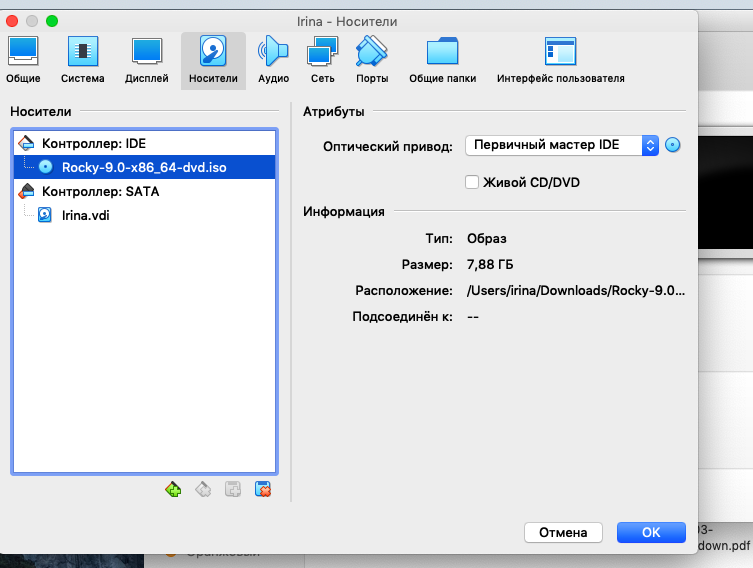 Irina - Носители
Общие Система Дисплей Носители Аудио Сеть Порты Общие папки Интерфейс пользователя
Носители
Контроллер: IDE
Rocky-9.0-x86_64-dvd.iso
Контроллер: SATA
Irina.vdi
Атрибуты
Оптический привод: Первичный мастер IDE
Живой CD/DVD
Информация
Тип: Образ
Размер: 7,88 ГБ
Расположение: /Users/irina/Downloads/Rocky-9.0...
Подсоединён к: --
Отмена OK
down.pdf